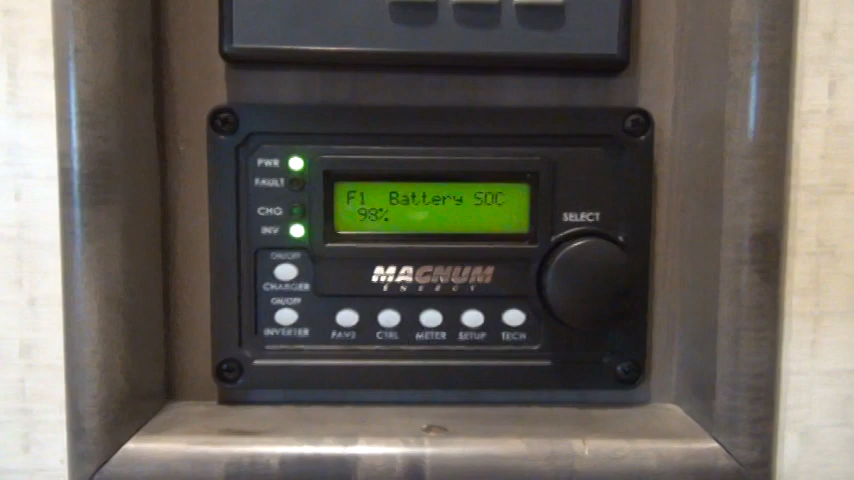 PWR
FAULT
CHG
INV
F1 Battery SOC
98%
SELECT
ON/OFF
CHARGER
ON/OFF
INVERTER
MAGNUM
ENERGY
FAVS
CTRL
METER
SETUP
TECH